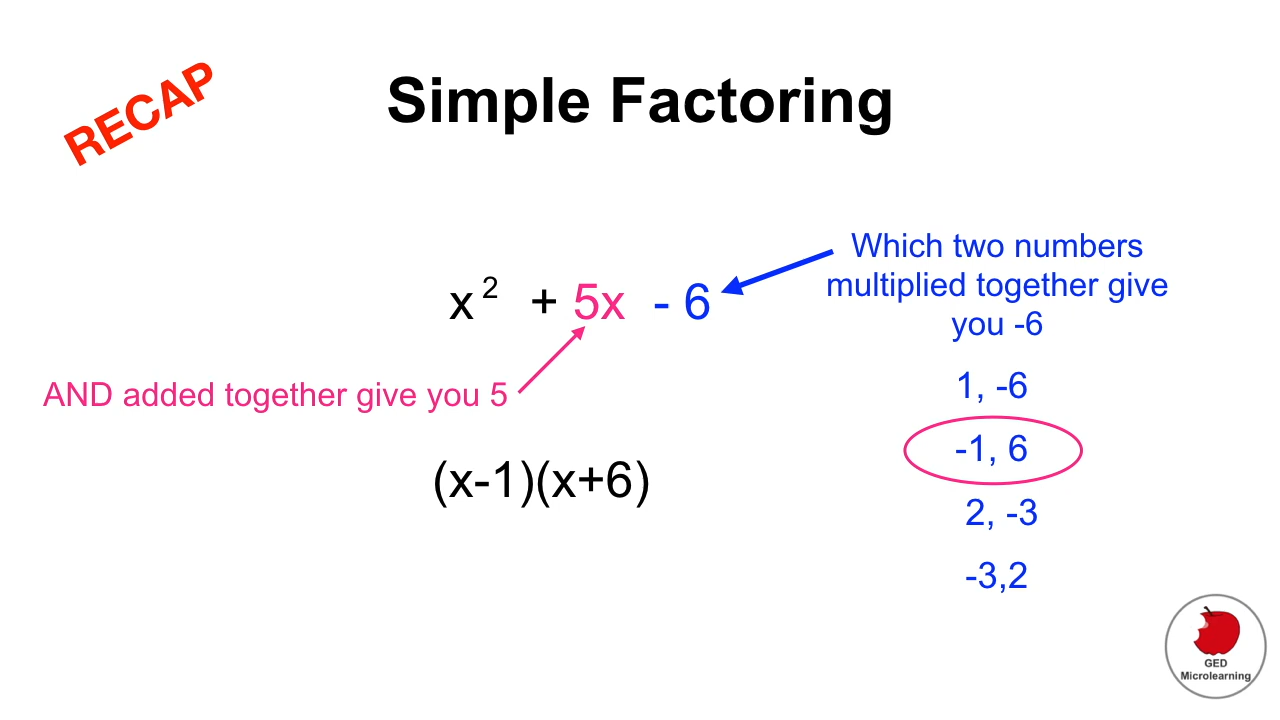 RECAP
Simple Factoring
Which two numbers
multiplied together give
you -6
x² + 5x - 6
AND added together give you 5
1, -6
-1, 6
2, -3
-3,2
(x-1)(x+6)
GED
Microlearning